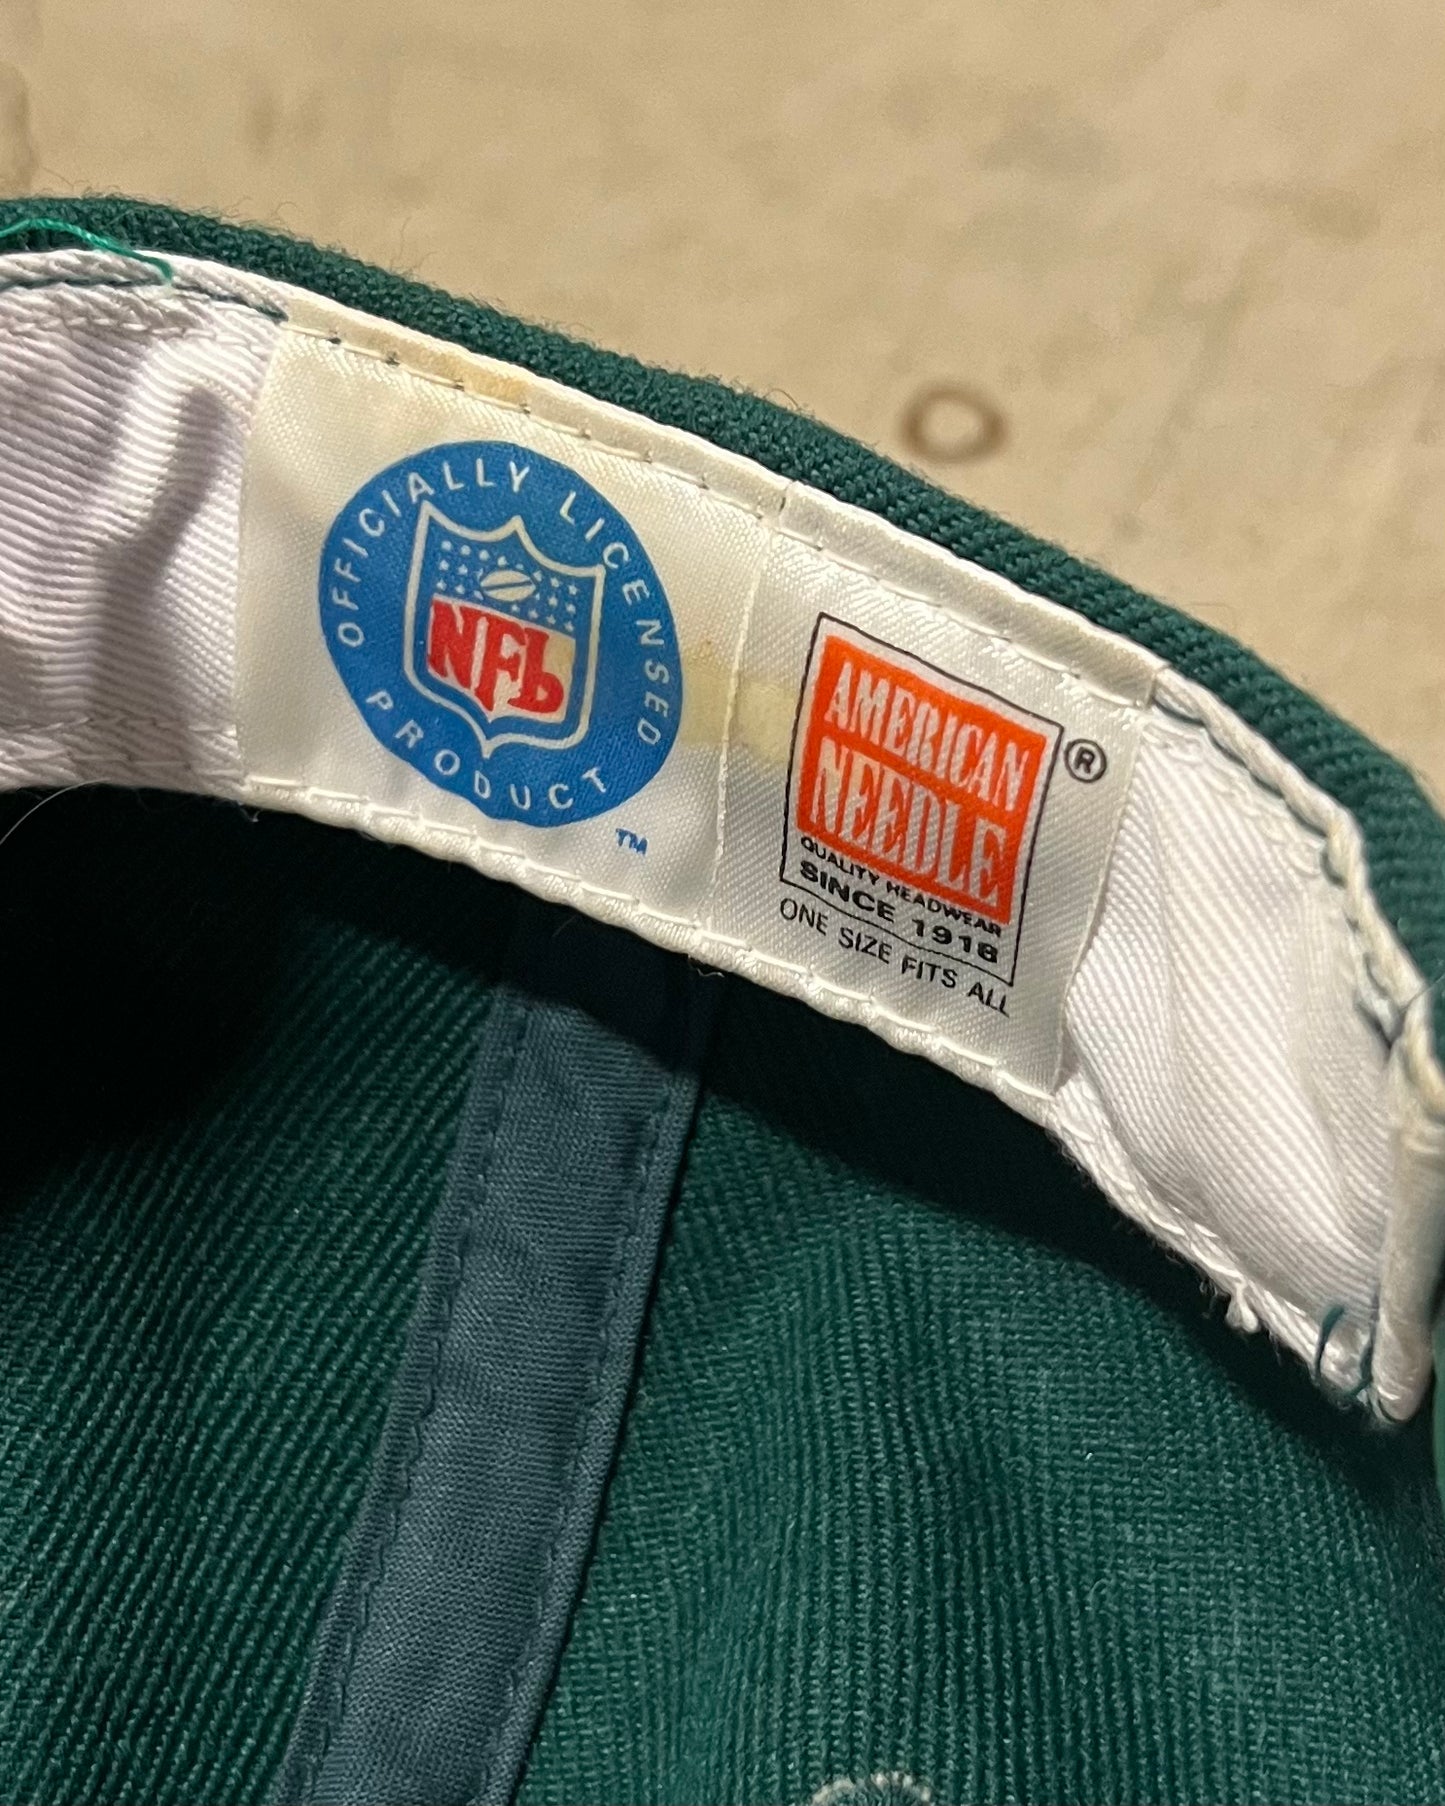 OFFICIALLY LICENSED
NFL
PRODUCT
TM
AMERICAN
NEEDLE
®
QUALITY HEADWEAR
SINCE 1918
ONE SIZE FITS ALL